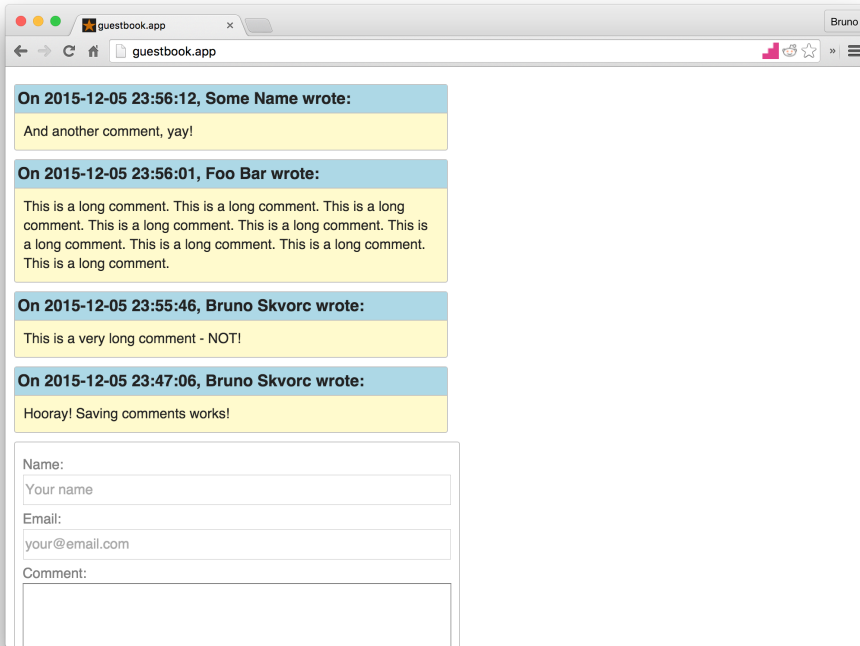 guestbook.app
Bruno
guestbook.app
On 2015-12-05 23:56:12, Some Name wrote:
And another comment, yay!
On 2015-12-05 23:56:01, Foo Bar wrote:
This is a long comment. This is a long comment. This is a long
comment. This is a long comment. This is a long comment. This is
a long comment. This is a long comment. This is a long comment.
This is a long comment.
On 2015-12-05 23:55:46, Bruno Skvorc wrote:
This is a very long comment - NOT!
On 2015-12-05 23:47:06, Bruno Skvorc wrote:
Hooray! Saving comments works!
Name:
Your name
Email:
your@email.com
Comment: